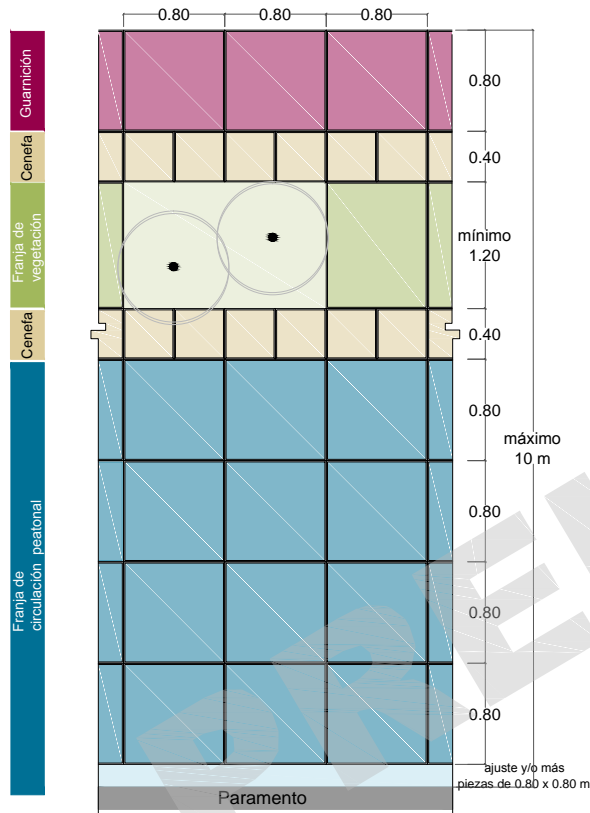 0.80
0.80
0.80
Guarnición
0.80
Cenefa
0.40
Franja de
vegetación
mínimo
1.20
Cenefa
0.40
Franja de
circulación peatonal
0.80
máximo
10 m
0.80
0.80
0.80
ajuste y/o más
piezas de 0.80 x 0.80 m
Paramento
PRE